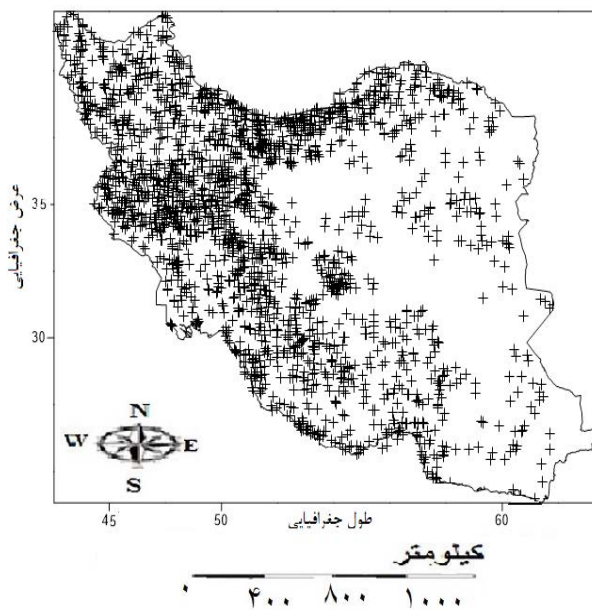 عرض جغرافیایی
35
30
N
W
E
S
45
50
طول جغرافیایی
60
کیلومتر
۰
۴۰۰
۸۰۰
۱۰۰۰